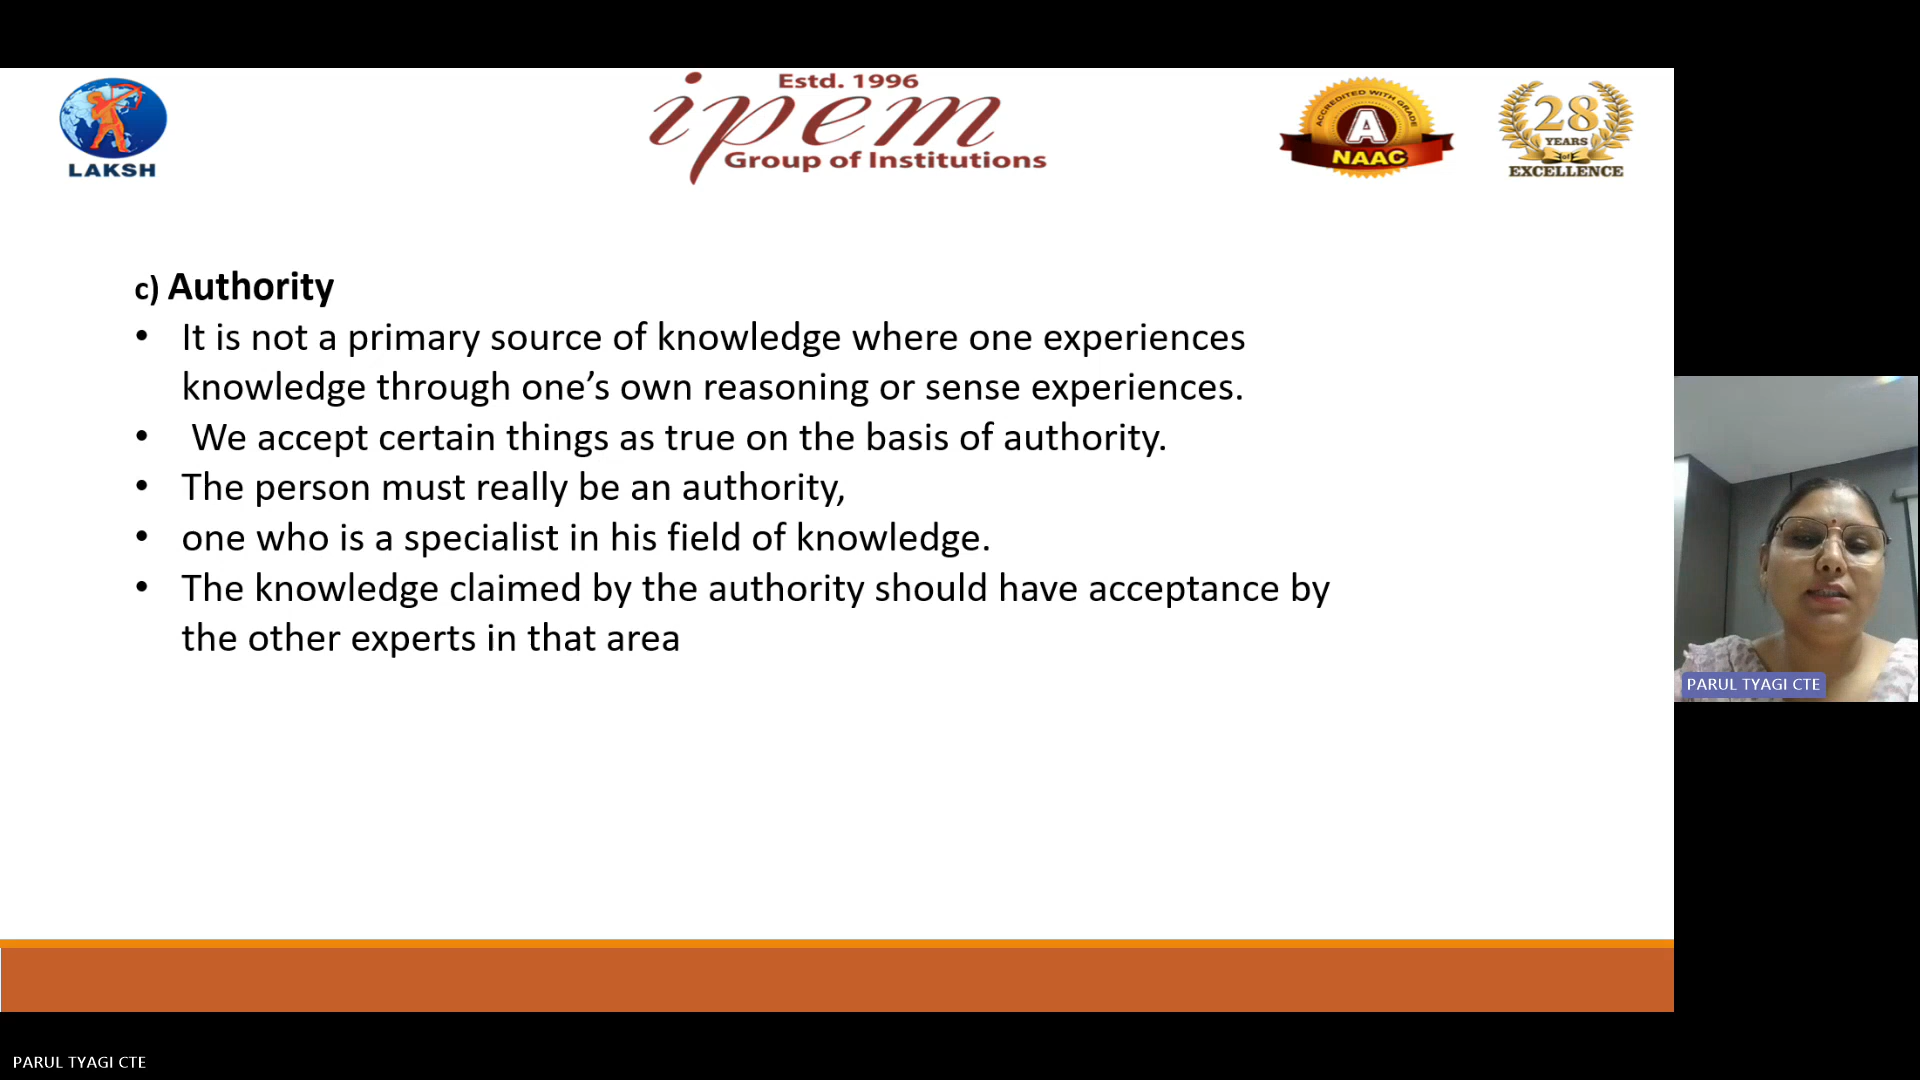 LAKSH
Estd. 1996
ipem
Group of Institutions
ACCREDITED WITH GRADE
A
NAAC
28
YEARS
of
EXCELLENCE
c) Authority
• It is not a primary source of knowledge where one experiences
knowledge through one’s own reasoning or sense experiences.
• We accept certain things as true on the basis of authority.
• The person must really be an authority,
• one who is a specialist in his field of knowledge.
• The knowledge claimed by the authority should have acceptance by
the other experts in that area
PARUL TYAGI CTE
PARUL TYAGI CTE